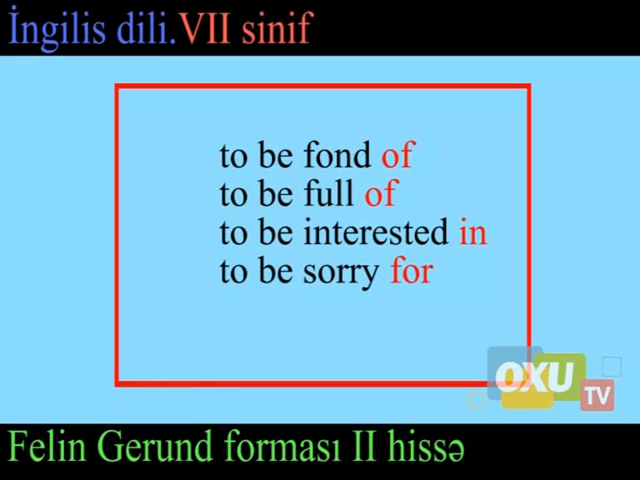 İngilis dili.VII sinif
to be fond of
to be full of
to be interested in
to be sorry for
OXU
TV
Felin Gerund forması II hissə